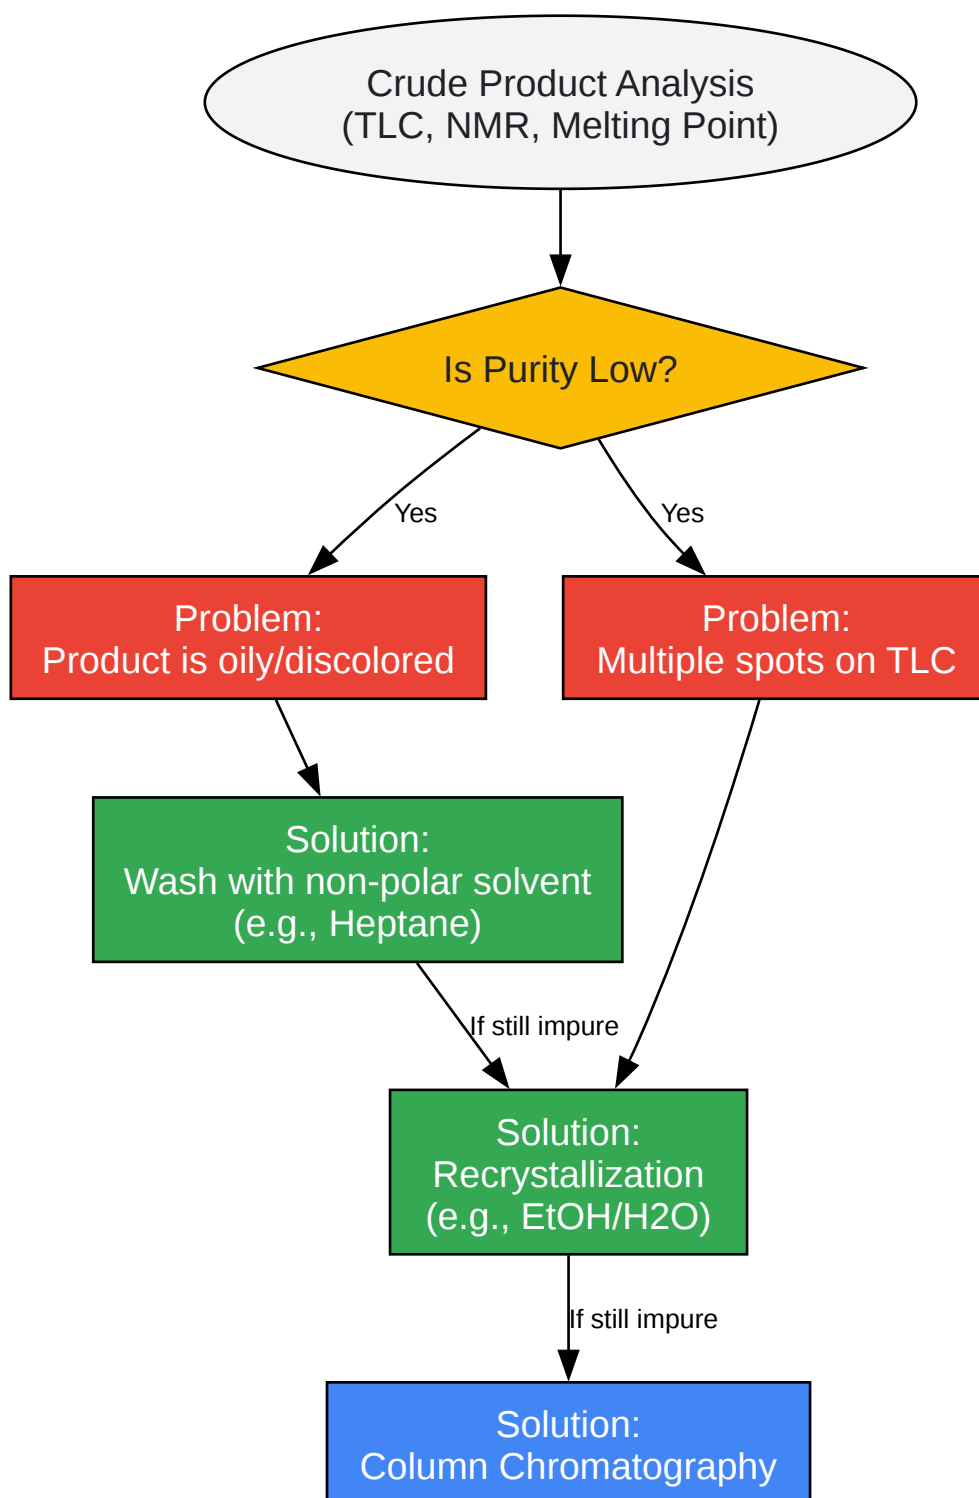 Crude Product Analysis
(TLC, NMR, Melting Point)
Is Purity Low?
Yes
Yes
Problem:
Product is oily/discolored
Problem:
Multiple spots on TLC
Solution:
Wash with non-polar solvent
(e.g., Heptane)
If still impure
Solution:
Recrystallization
(e.g., EtOH/H2O)
If still impure
Solution:
Column Chromatography